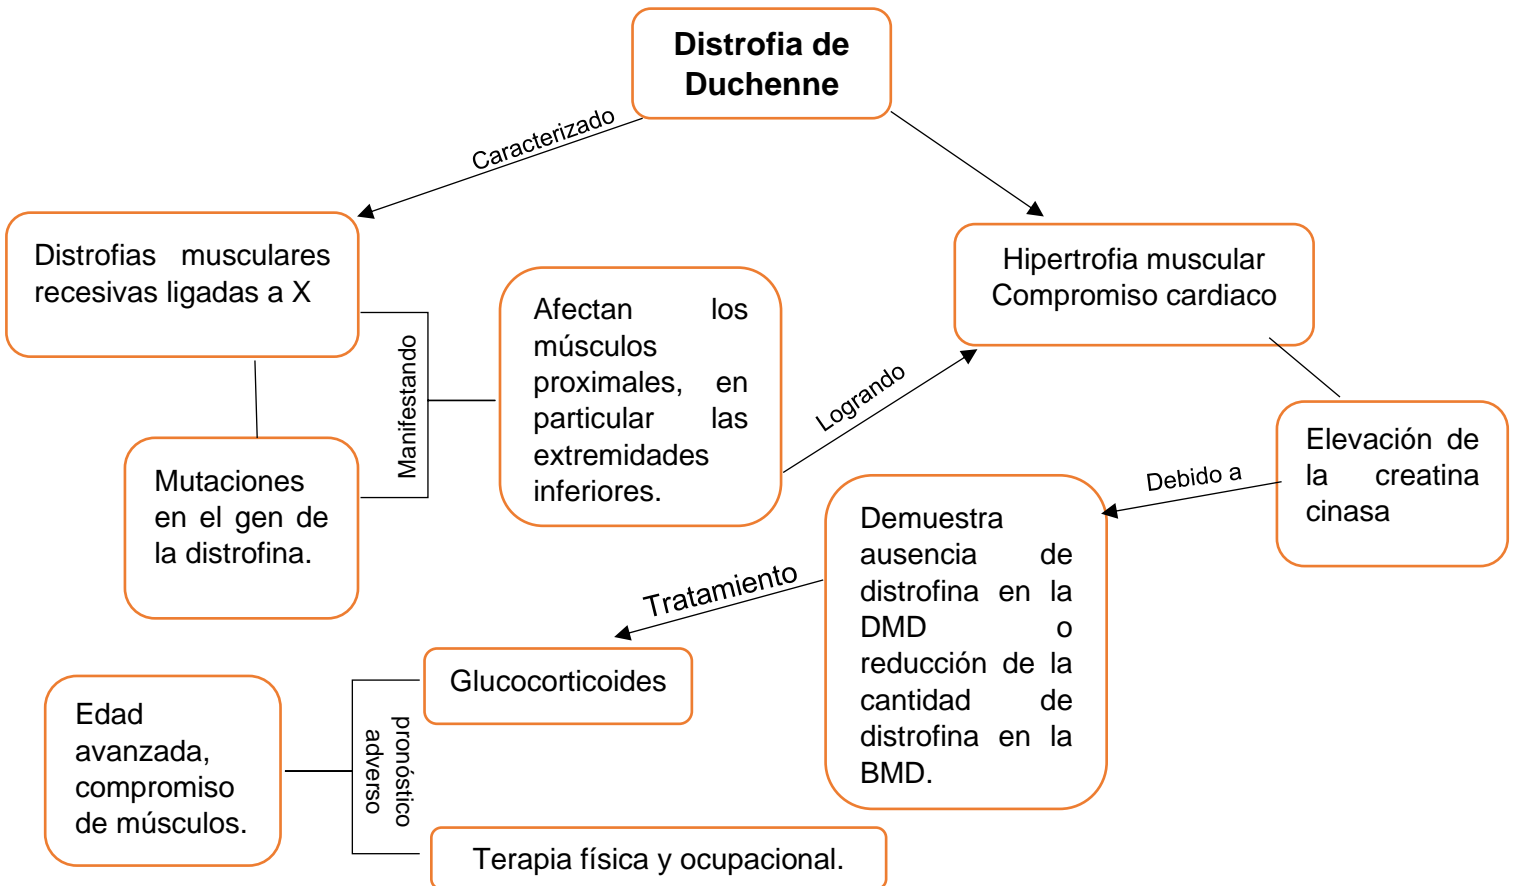 Distrofia de
Duchenne
Caracterizado
Distrofias musculares
recesivas ligadas a X
Hipertrofia muscular
Compromiso cardiaco
Manifestando
Afectan los
músculos
proximales, en
particular las
extremidades
inferiores.
Logrando
Mutaciones
en el gen de
la distrofina.
Elevación de
la creatina
cinasa
Debido a
Demuestra
ausencia de
distrofina en la
DMD o
reducción de la
cantidad de
distrofina en la
BMD.
Tratamiento
Glucocorticoides
pronóstico
adverso
Edad
avanzada,
compromiso
de músculos.
Terapia física y ocupacional.